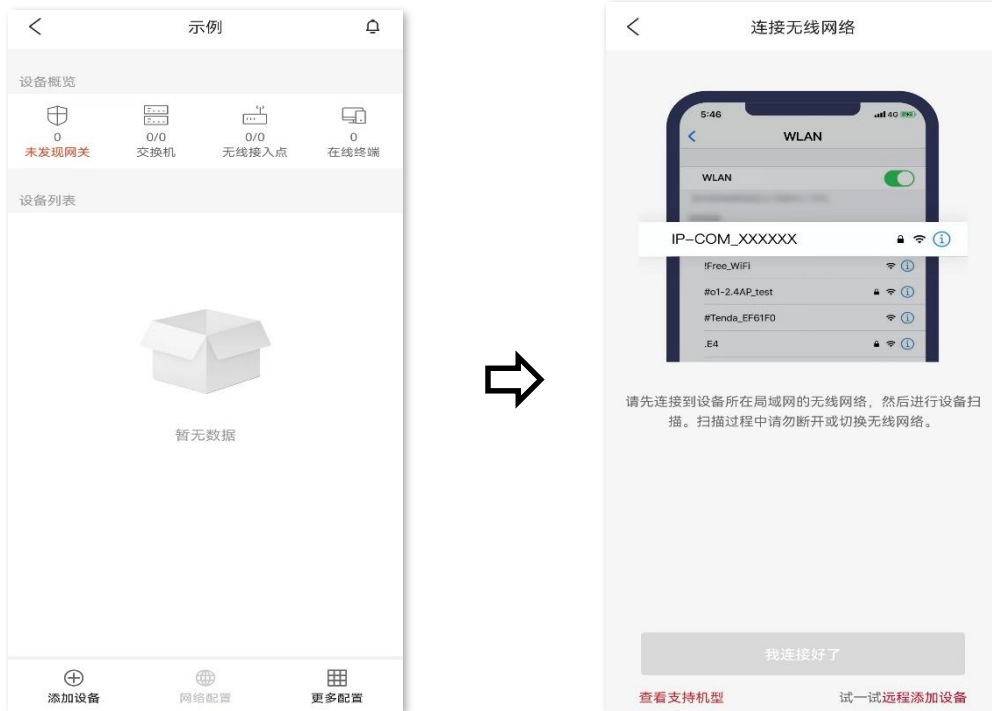 示例
设备概览
0
0/0
0/0
0
未发现网关
交换机
无线接入点
在线终端
设备列表
暂无数据
添加设备
网络配置
更多配置
连接无线网络
5:46
4G
WLAN
WLAN
IP-COM_XXXXXX
!Free_WiFi
#o1-2.4AP_test
#Tenda_EF61F0
.E4
请先连接到设备所在局域网的无线网络，然后进行设备扫
描。扫描过程中请勿断开或切换无线网络。
我连接好了
查看支持机型
试一试远程添加设备